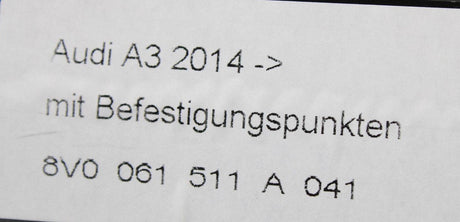 Audi A3 2014 ->
mit Befestigungspunkten
8V0 061 511 A 041